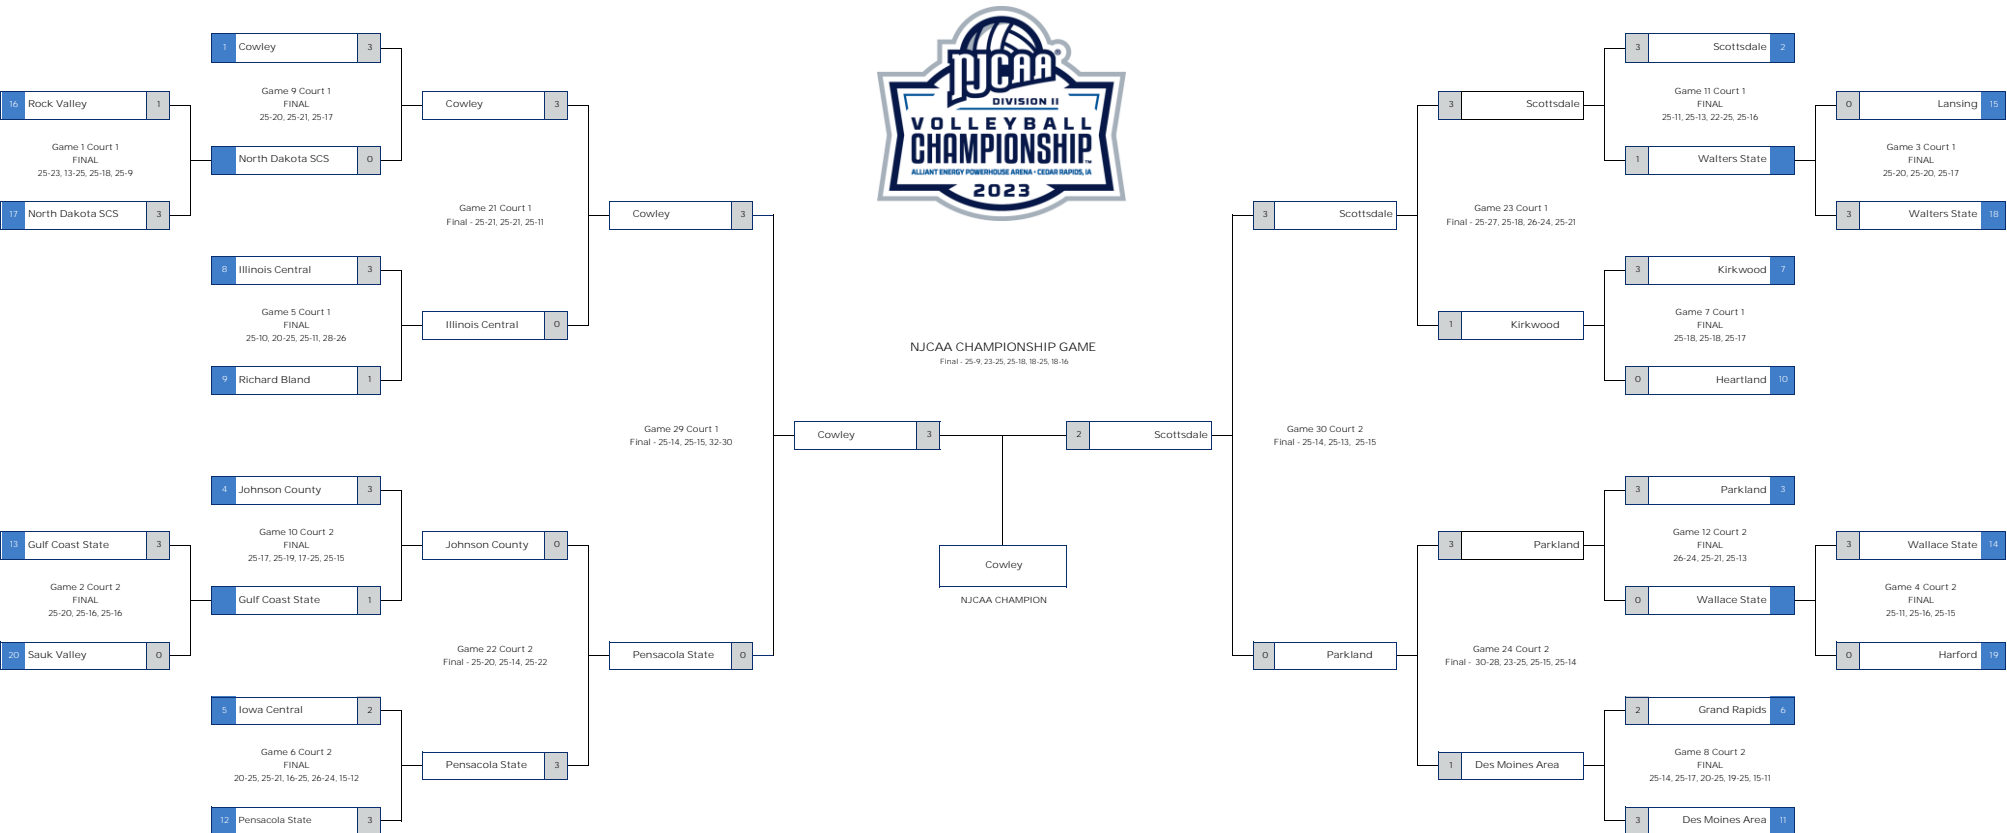 1 Cowley 3
Game 9 Court 1
FINAL
25-20, 25-21, 25-17
North Dakota SCS 0
16 Rock Valley 1
Game 1 Court 1
FINAL
25-23, 13-25, 25-18, 25-9
17 North Dakota SCS 3
Cowley 3
Game 21 Court 1
Final - 25-21, 25-21, 25-11
8 Illinois Central 3
Game 5 Court 1
FINAL
25-10, 20-25, 25-11, 28-26
9 Richard Bland 1
Illinois Central 0
Cowley 3
Game 29 Court 1
Final - 25-14, 25-15, 32-30
4 Johnson County 3
Game 10 Court 2
FINAL
25-17, 25-19, 17-25, 25-15
Gulf Coast State 1
13 Gulf Coast State 3
Game 2 Court 2
FINAL
25-20, 25-16, 25-16
20 Sauk Valley 0
Johnson County 0
Game 22 Court 2
Final - 25-20, 25-14, 25-22
Pensacola State 0
5 Iowa Central 2
Game 6 Court 2
FINAL
20-25, 25-21, 16-25, 26-24, 15-12
12 Pensacola State 3
Pensacola State 3
NJCAA®
DIVISION II
VOLLEYBALL
CHAMPIONSHIP™
ALLIANT ENERGY POWERHOUSE ARENA • CEDAR RAPIDS, IA
2023
NJCAA CHAMPIONSHIP GAME
Final - 25-9, 23-25, 25-18, 18-25, 18-16
Cowley 3
2 Scottsdale
Cowley
NJCAA CHAMPION
3 Scottsdale 2
Game 11 Court 1
FINAL
25-11, 25-13, 22-25, 25-16
1 Walters State
0 Lansing 15
Game 3 Court 1
FINAL
25-20, 25-20, 25-17
3 Walters State 18
3 Scottsdale
Game 23 Court 1
Final - 25-27, 25-18, 26-24, 25-21
3 Scottsdale
3 Kirkwood 7
Game 7 Court 1
FINAL
25-18, 25-18, 25-17
0 Heartland 10
1 Kirkwood
Game 30 Court 2
Final - 25-14, 25-13, 25-15
3 Parkland 3
Game 12 Court 2
FINAL
26-24, 25-21, 25-13
0 Wallace State
3 Wallace State 14
Game 4 Court 2
FINAL
25-11, 25-16, 25-15
0 Harford 19
3 Parkland
Game 24 Court 2
Final - 30-28, 23-25, 25-15, 25-14
0 Parkland
2 Grand Rapids 6
Game 8 Court 2
FINAL
25-14, 25-17, 20-25, 19-25, 15-11
3 Des Moines Area 11
1 Des Moines Area